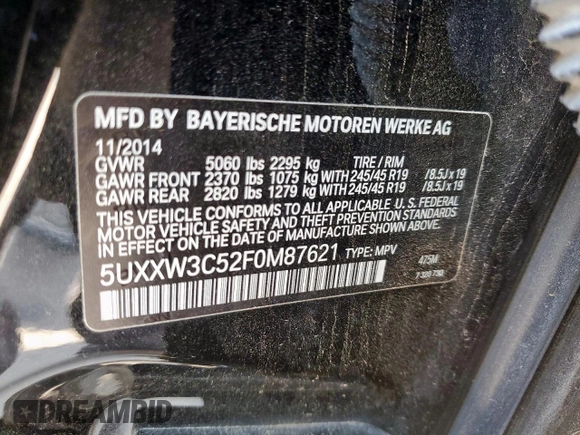 MFD BY BAYERISCHE MOTOREN WERKE AG
11/2014
GVWR 5060 lbs 2295 kg TIRE / RIM
GAWR FRONT 2370 lbs 1075 kg WITH 245/45 R19 / 8.5J x 19
GAWR REAR 2820 lbs 1279 kg WITH 245/45 R19 / 8.5J x 19
THIS VEHICLE CONFORMS TO ALL APPLICABLE U. S. FEDERAL
MOTOR VEHICLE SAFETY AND THEFT PREVENTION STANDARDS
IN EFFECT ON THE DATE OF MANUFACTURE SHOWN ABOVE.
5UXXW3C52F0M87621 TYPE: MPV
475M
DREAMBID